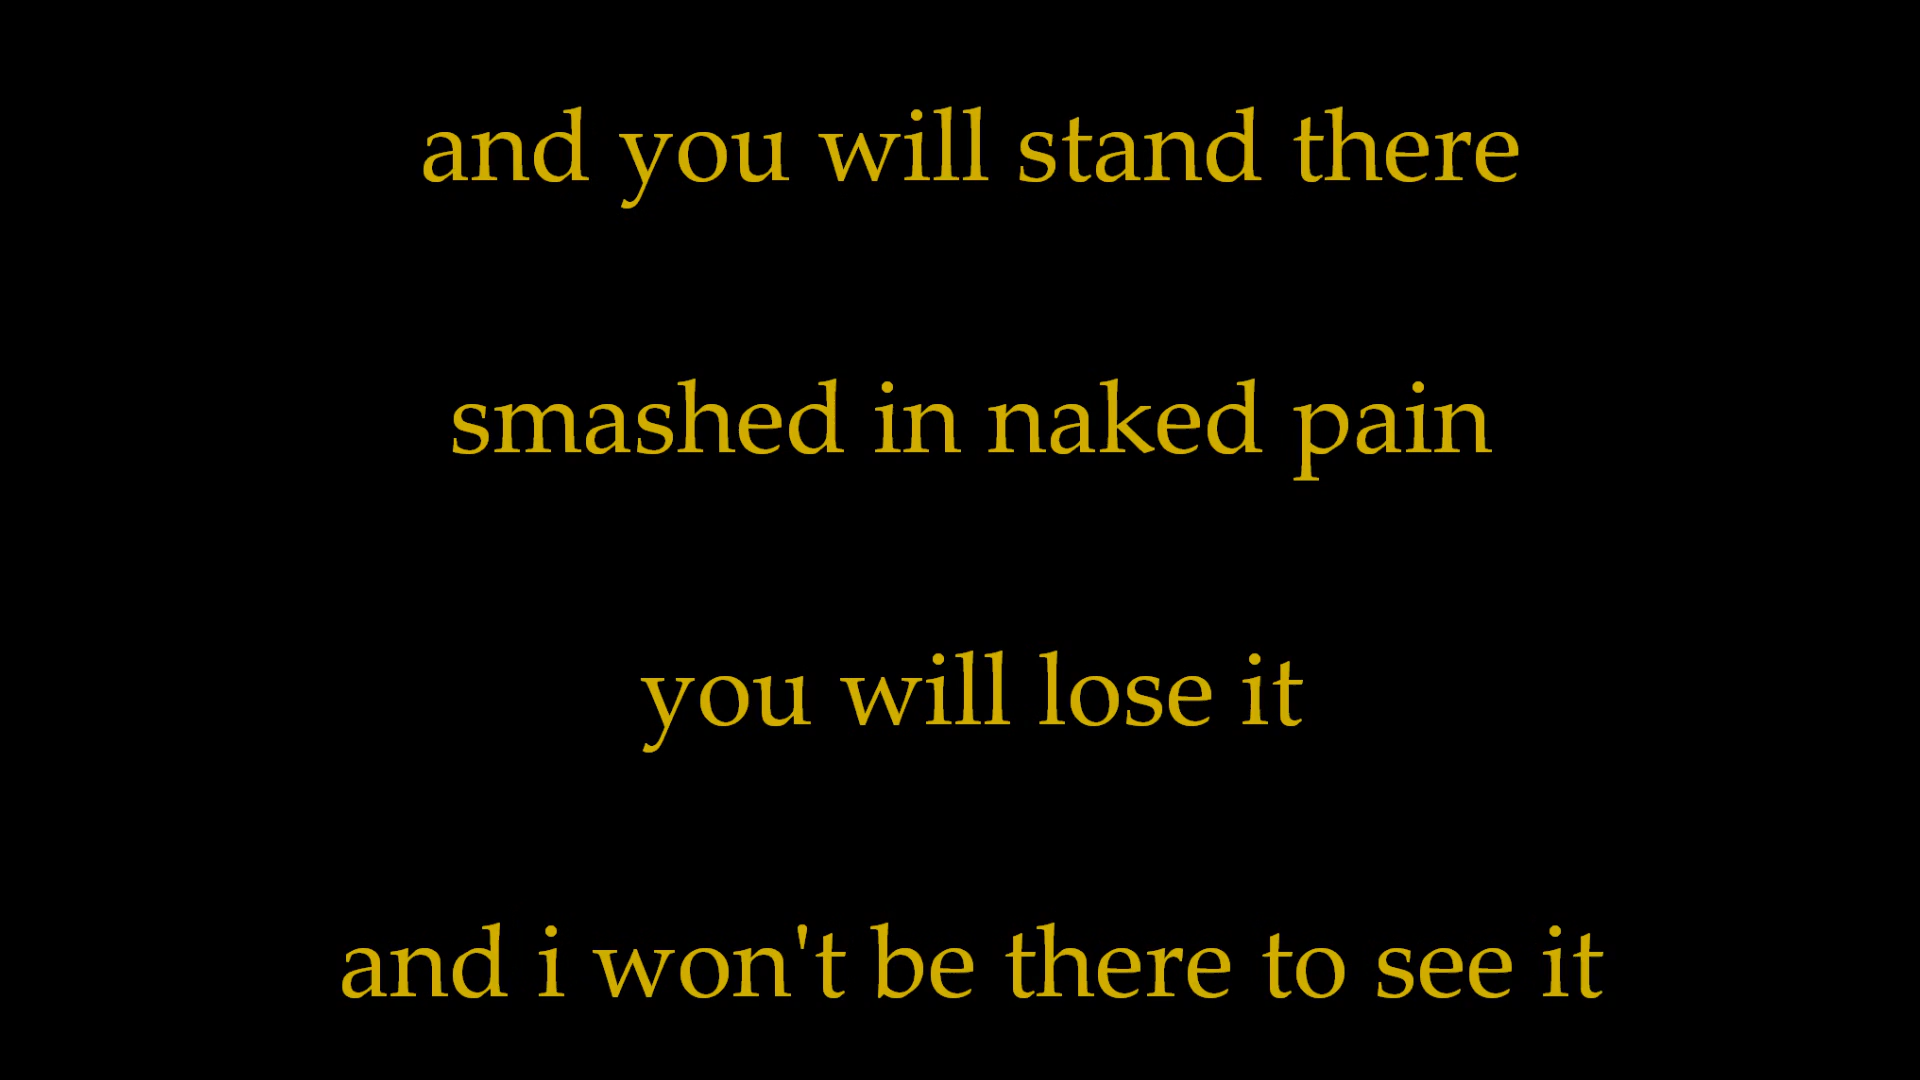 and you will stand there
smashed in naked pain
you will lose it
and i won't be there to see it